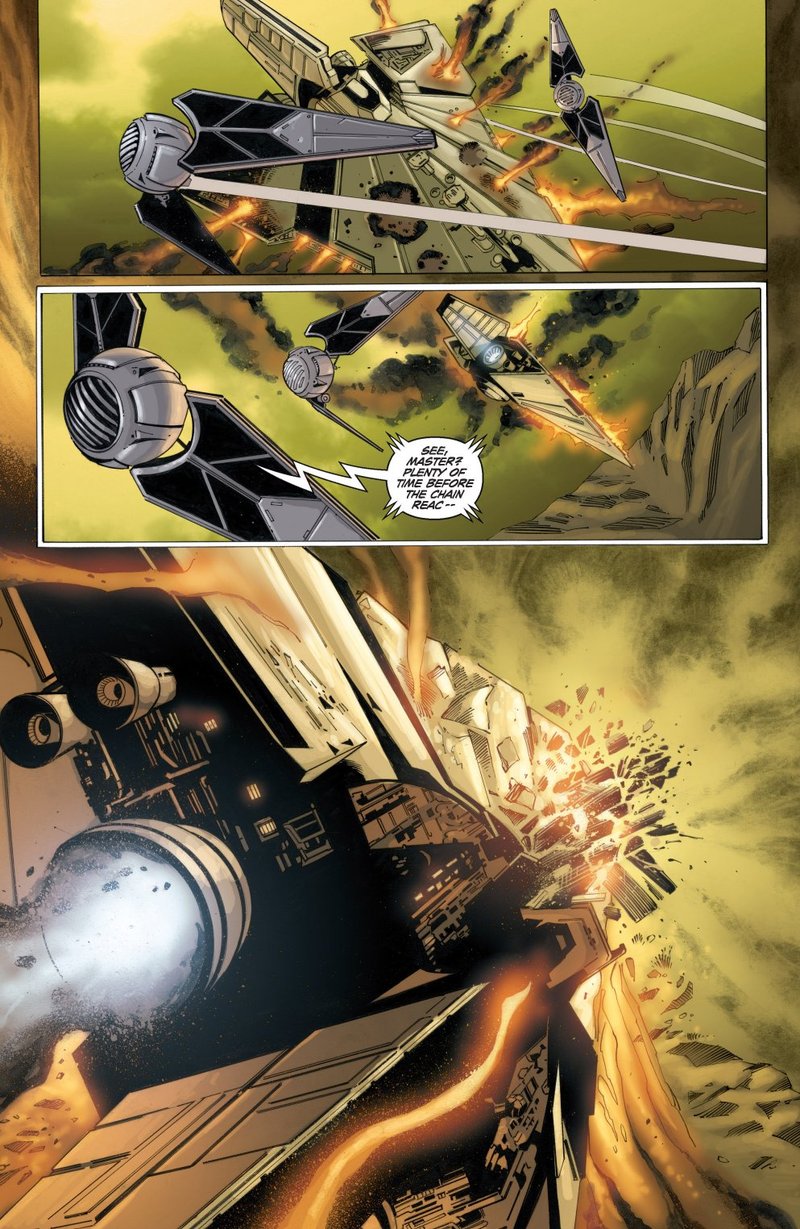 SEE,
MASTER?
PLENTY OF
TIME BEFORE
THE CHAIN
REAC --